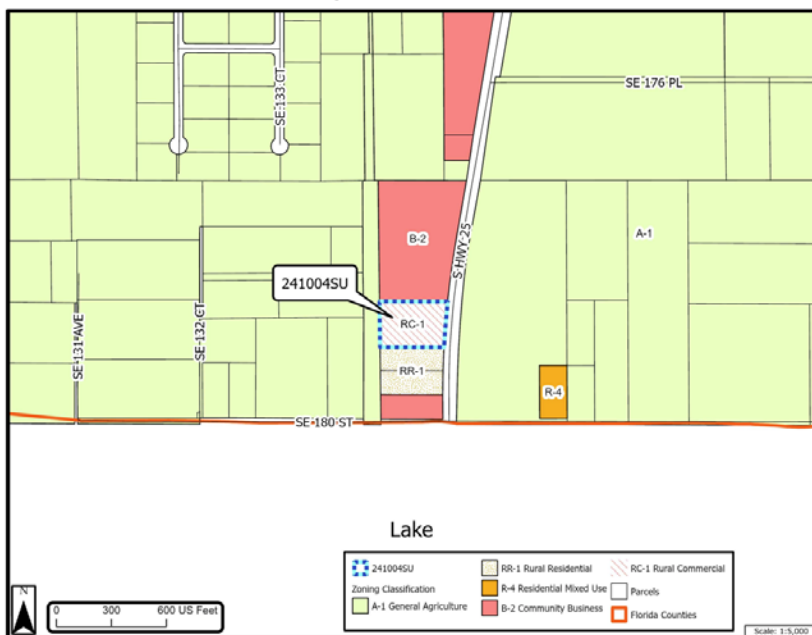 SE 133 CT
SE 176 PL
B-2
S HWY 25
A-1
241004SU
RC-1
SE 131 AVE
SE 132 CT
RR-1
R-4
SE 180 ST
Lake
241004SU
Zoning Classification
A-1 General Agriculture
RR-1 Rural Residential
R-4 Residential Mixed Use
B-2 Community Business
RC-1 Rural Commercial
Parcels
Florida Counties
N
0 300 600 US Feet
Scale: 1:5,000